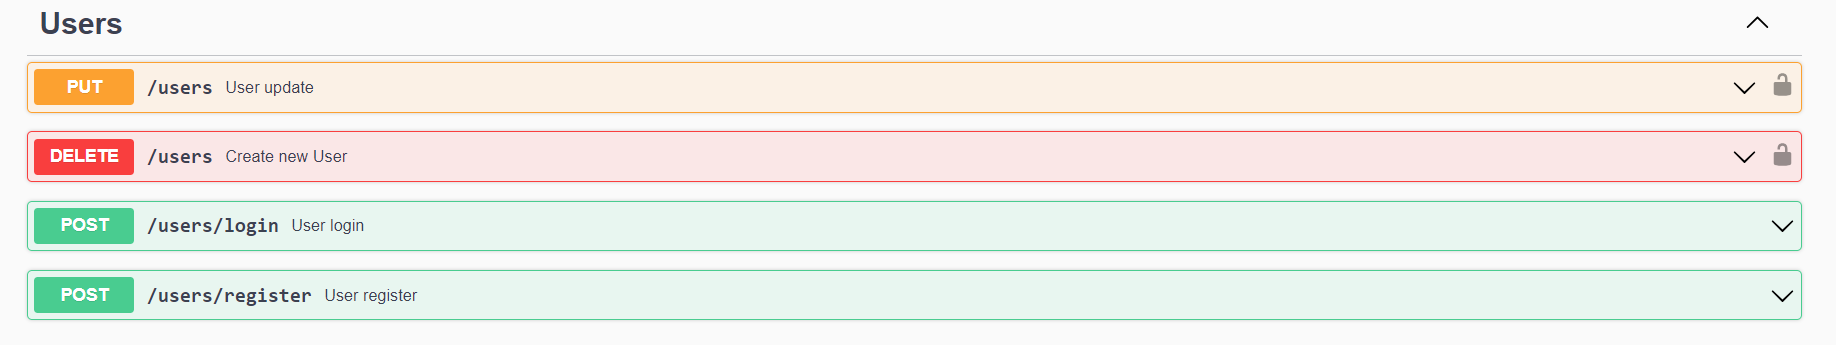 Users
PUT /users User update
DELETE /users Create new User
POST /users/login User login
POST /users/register User register